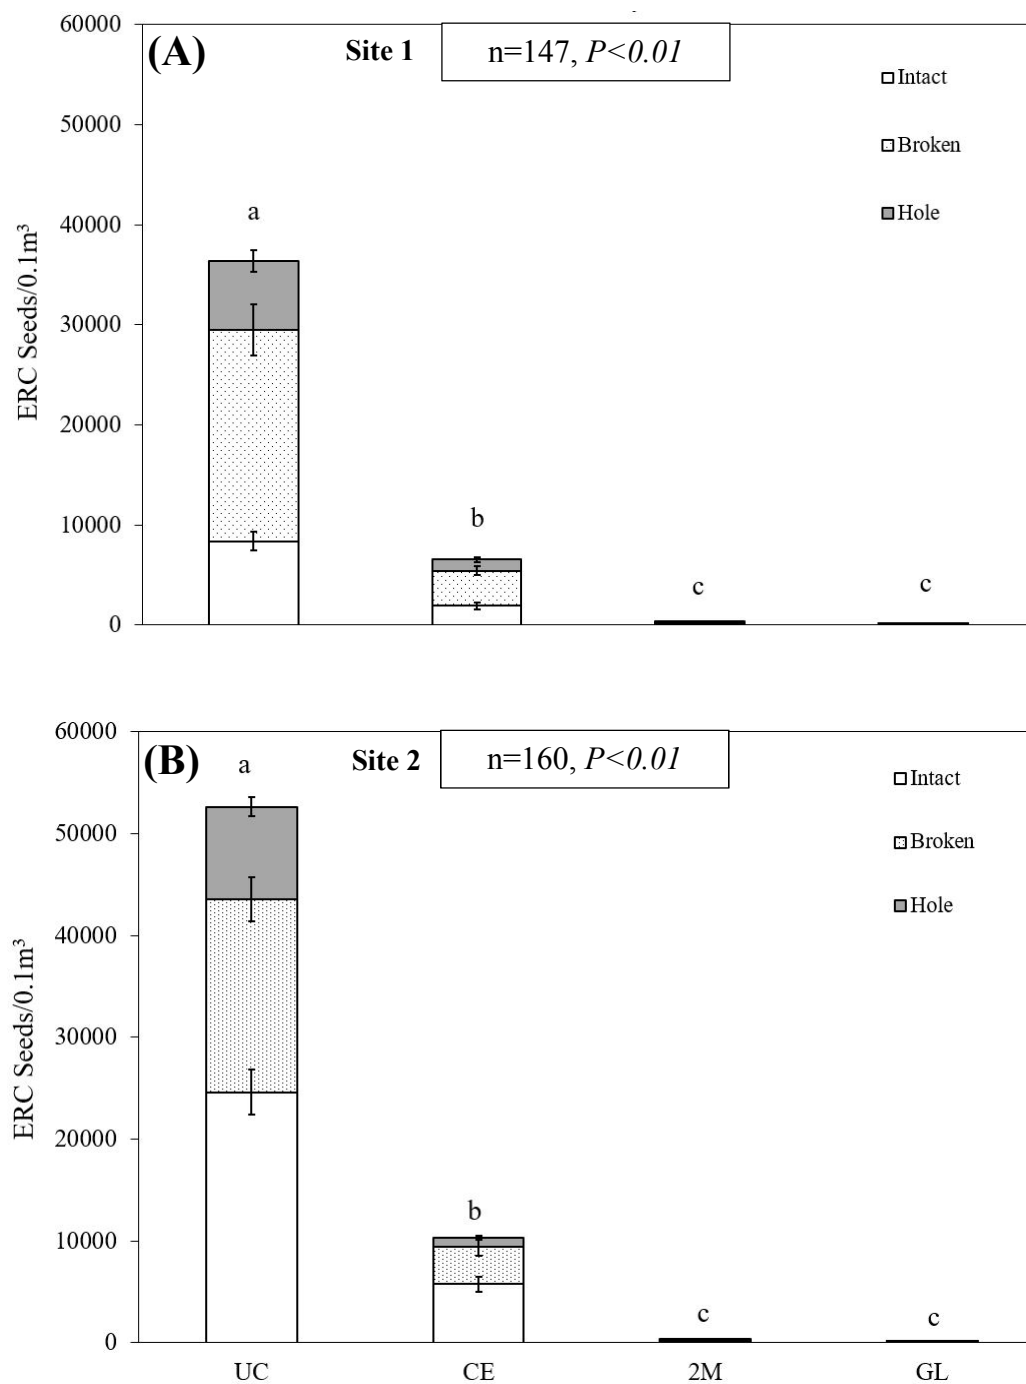 60000
(A)
Site 1
n=147, P<0.01
Intact
50000
Broken
Hole
40000
a
ERC Seeds/0.1m³
30000
20000
10000
b
c
c
0
60000
(B)
a
Site 2
n=160, P<0.01
Intact
50000
Broken
Hole
40000
ERC Seeds/0.1m³
30000
20000
10000
b
c
c
0
UC
CE
2M
GL